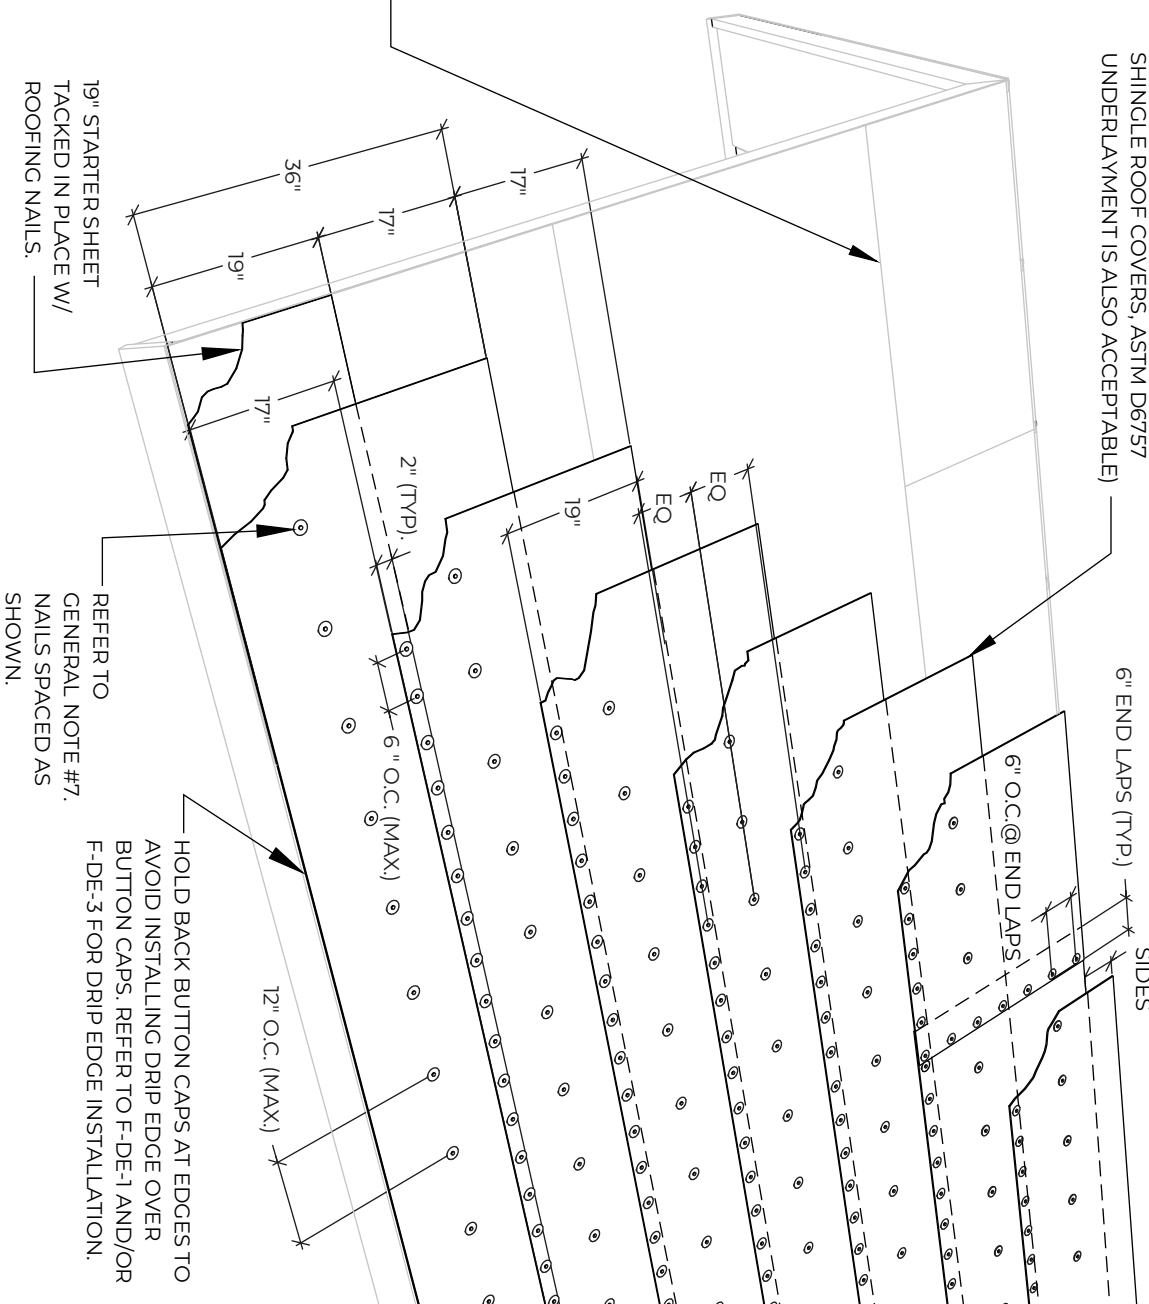 SHINGLE ROOF COVERS, ASTM D6757
UNDERLAYMENT IS ALSO ACCEPTABLE)
6" END LAPS (TYP.)
SIDES
6" O.C.@ END LAPS
17"
36"
17"
19"
EQ
EQ
19"
17"
2" (TYP).
6 " O.C. (MAX.)
12" O.C. (MAX.)
19" STARTER SHEET
TACKED IN PLACE W/
ROOFING NAILS.
REFER TO
GENERAL NOTE #7.
NAILS SPACED AS
SHOWN.
HOLD BACK BUTTON CAPS AT EDGES TO
AVOID INSTALLING DRIP EDGE OVER
BUTTON CAPS. REFER TO F-DE-1 AND/OR
F-DE-3 FOR DRIP EDGE INSTALLATION.